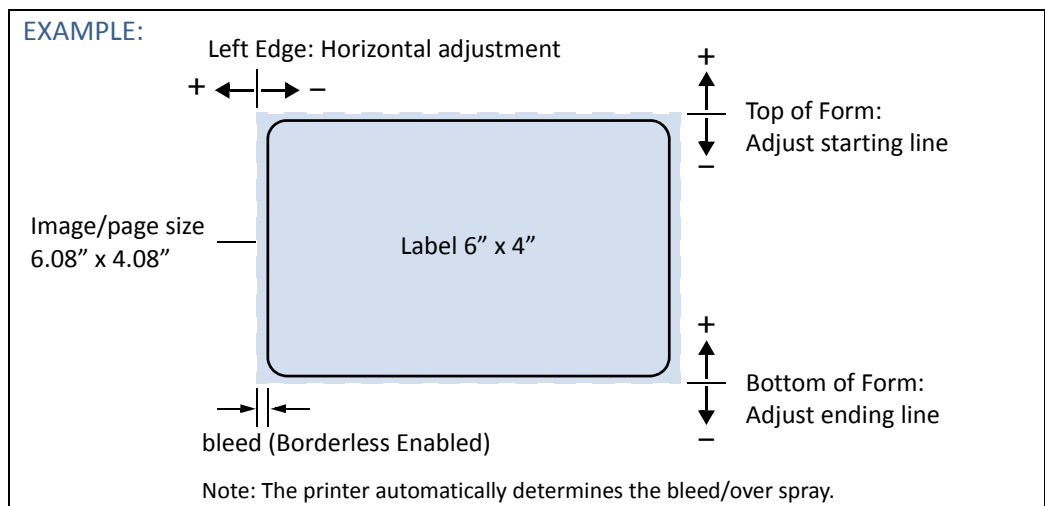 EXAMPLE:
Left Edge: Horizontal adjustment
+ −
+
Top of Form:
Adjust starting line
−
Image/page size
6.08” x 4.08”
Label 6” x 4”
+
Bottom of Form:
Adjust ending line
−
bleed (Borderless Enabled)
Note: The printer automatically determines the bleed/over spray.